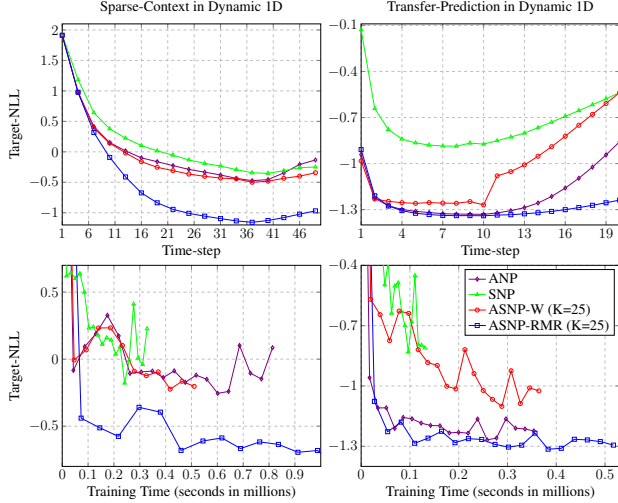 Sparse-Context in Dynamic 1D
Transfer-Prediction in Dynamic 1D
Target-NLL
2
1.5
1
0.5
0
−0.5
−1
1 6 11 16 21 26 31 36 41 46
Time-step
−0.1
−0.4
−0.7
−1
−1.3
1 4 7 10 13 16 19
Time-step
Target-NLL
0.5
0
−0.5
0 0.1 0.2 0.3 0.4 0.5 0.6 0.7 0.8 0.9
Training Time (seconds in millions)
−0.4
−0.7
−1
−1.3
0 0.1 0.2 0.3 0.4 0.5
Training Time (seconds in millions)
ANP
SNP
ASNP-W (K=25)
ASNP-RMR (K=25)